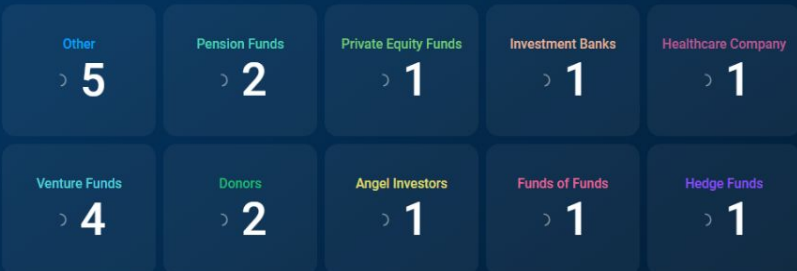 Other
5
Pension Funds
2
Private Equity Funds
1
Investment Banks
1
Healthcare Company
1
Venture Funds
4
Donors
2
Angel Investors
1
Funds of Funds
1
Hedge Funds
1